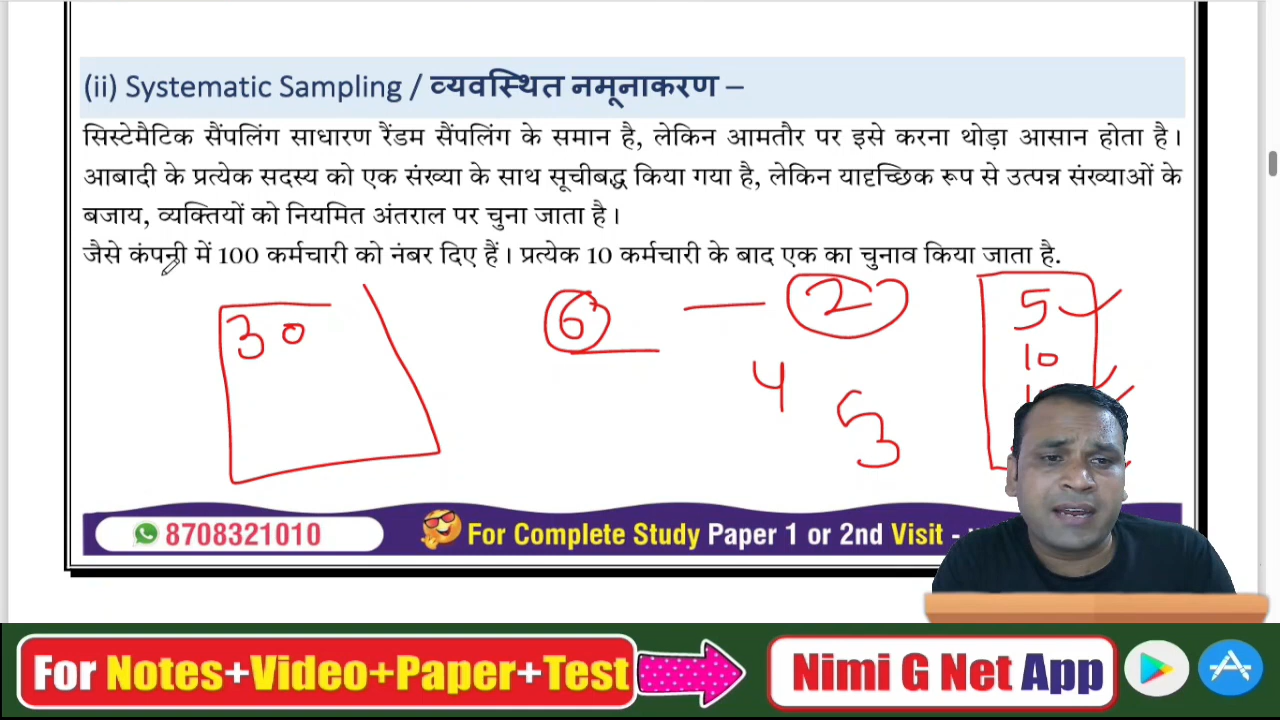 (ii) Systematic Sampling / व्यवस्थित नमूनाकरण –
सिस्टेमैटिक सैंपलिंग साधारण रैंडम सैंपलिंग के समान है, लेकिन आमतौर पर इसे करना थोड़ा आसान होता है।
आबादी के प्रत्येक सदस्य को एक संख्या के साथ सूचीबद्ध किया गया है, लेकिन यादृच्छिक रूप से उत्पन्न संख्याओं के
बजाय, व्यक्तियों को नियमित अंतराल पर चुना जाता है।
जैसे कंपनी में 100 कर्मचारी को नंबर दिए हैं। प्रत्येक 10 कर्मचारी के बाद एक का चुनाव किया जाता है.
30
6
2
5
10
4
8708321010
For Complete Study Paper 1 or 2nd Visit -
For Notes+Video+Paper+Test
Nimi G Net App